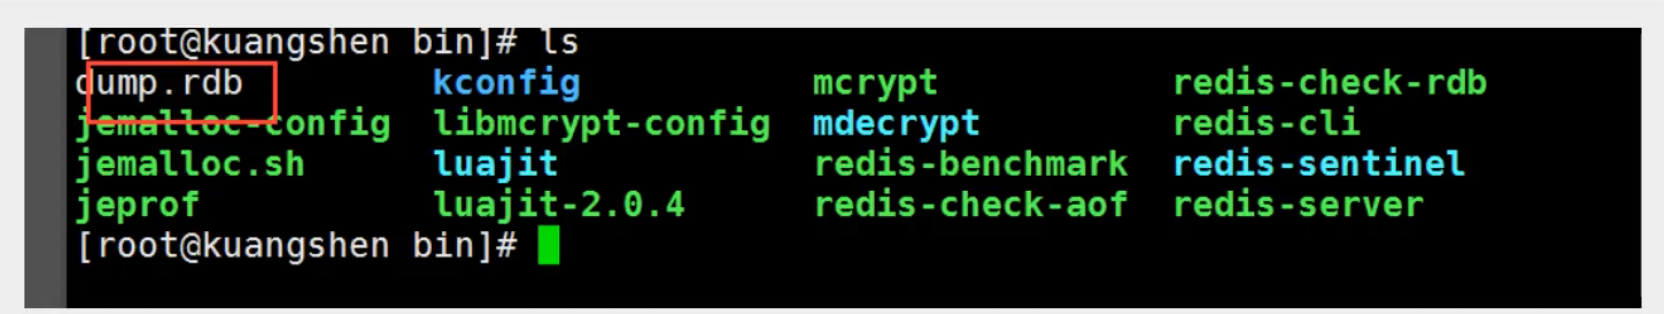 [root@kuangshen bin]# ls
dump.rdb kconfig mcrypt redis-check-rdb
jemalloc-config libmcrypt-config mdecrypt redis-cli
jemalloc.sh luajit redis-benchmark redis-sentinel
jeprof luajit-2.0.4 redis-check-aof redis-server
[root@kuangshen bin]#